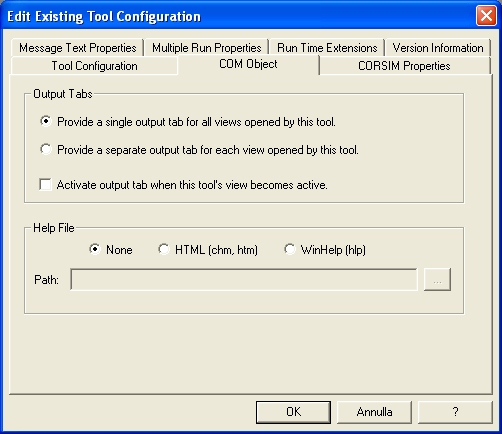 Edit Existing Tool Configuration
Message Text Properties Multiple Run Properties Run Time Extensions Version Information
Tool Configuration COM Object CORSIM Properties
Output Tabs
Provide a single output tab for all views opened by this tool.
Provide a separate output tab for each view opened by this tool.
Activate output tab when this tool's view becomes active.
Help File
None HTML (chm, htm) WinHelp (hlp)
Path: ...
OK Annulla ?